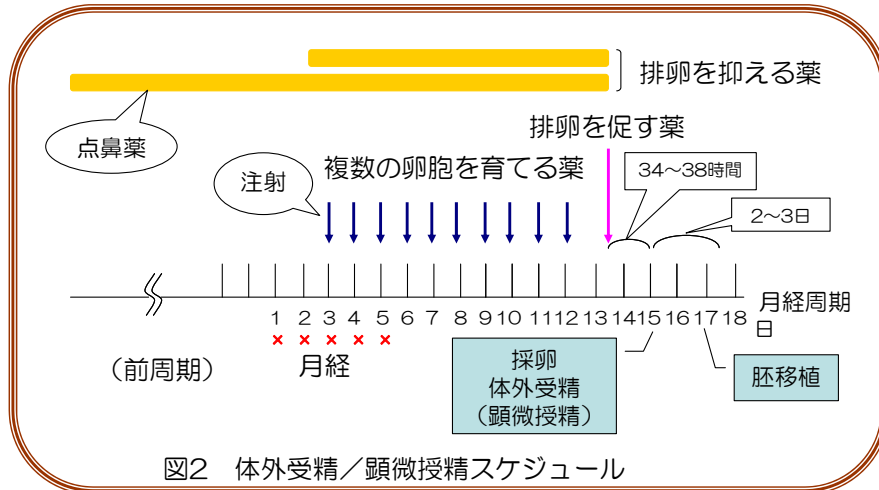 排卵を抑える薬
点鼻薬
排卵を促す薬
注射
複数の卵胞を育てる薬
34~38時間
2~3日
1 2 3 4 5 6 7 8 9 10 11 12 13 14 15 16 17 18
月経周期
日
× × × × ×
(前周期)
月経
採卵
体外受精
(顕微授精)
胚移植
図2 体外受精/顕微授精スケジュール